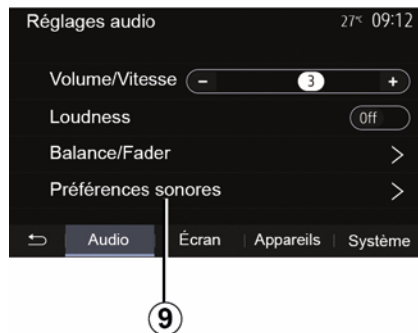 Réglages audio 27°C 09:12
Volume/Vitesse - 3 +
Loudness Off
Balance/Fader >
Préférences sonores >
Audio Écran Appareils Système
9